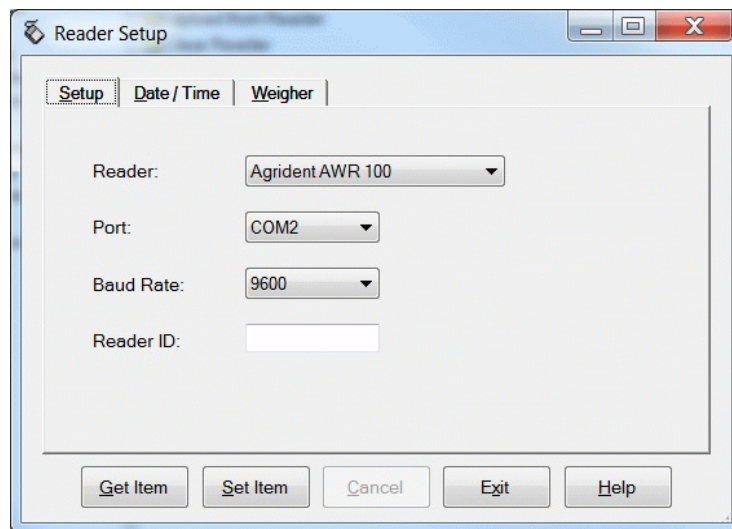 Reader Setup
Setup Date / Time Weigher
Reader: Agrident AWR 100
Port: COM2
Baud Rate: 9600
Reader ID:
Get Item Set Item Cancel Exit Help